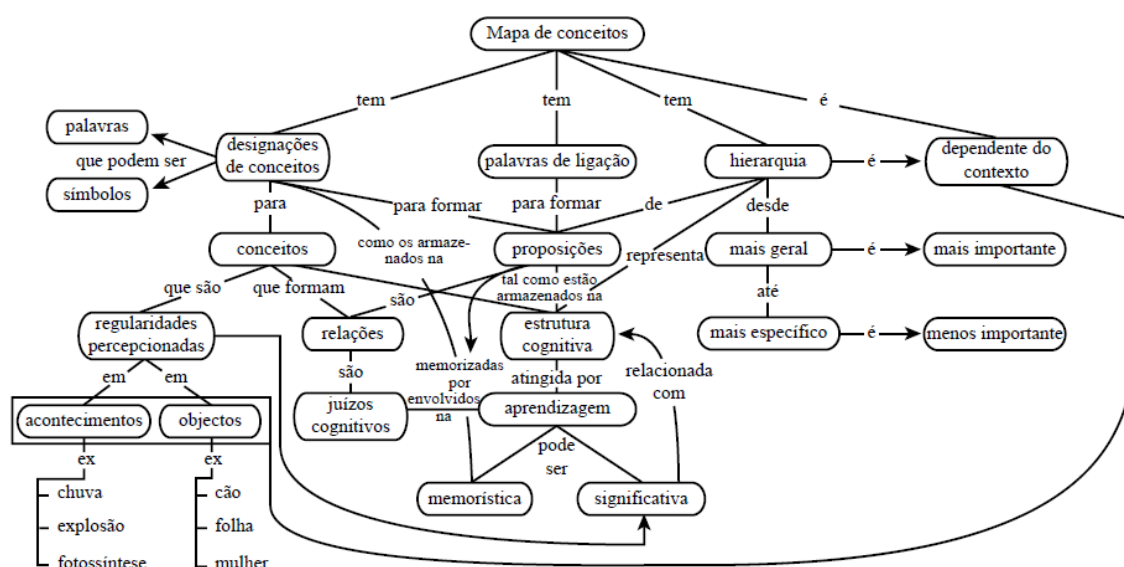 Mapa de conceitos
tem
tem
tem
é
palavras
que podem ser
símbolos
designações
de conceitos
palavras de ligação
hierarquia
é
dependente do
contexto
para
para formar
para formar
de
desde
conceitos
como os armaze-
nados na
proposições
representa
mais geral
é
mais importante
que são
que formam
são
tal como estão
armazenados na
até
regularidades
percepcionadas
relações
estrutura
cognitiva
mais específico
é
menos importante
em
em
são
memorizadas
por
envolvidos
na
atingida por
relacionada
com
acontecimentos
objectos
juízos
cognitivos
aprendizagem
ex
ex
pode
ser
chuva
cão
memorística
significativa
explosão
folha
fotossíntese
mulher